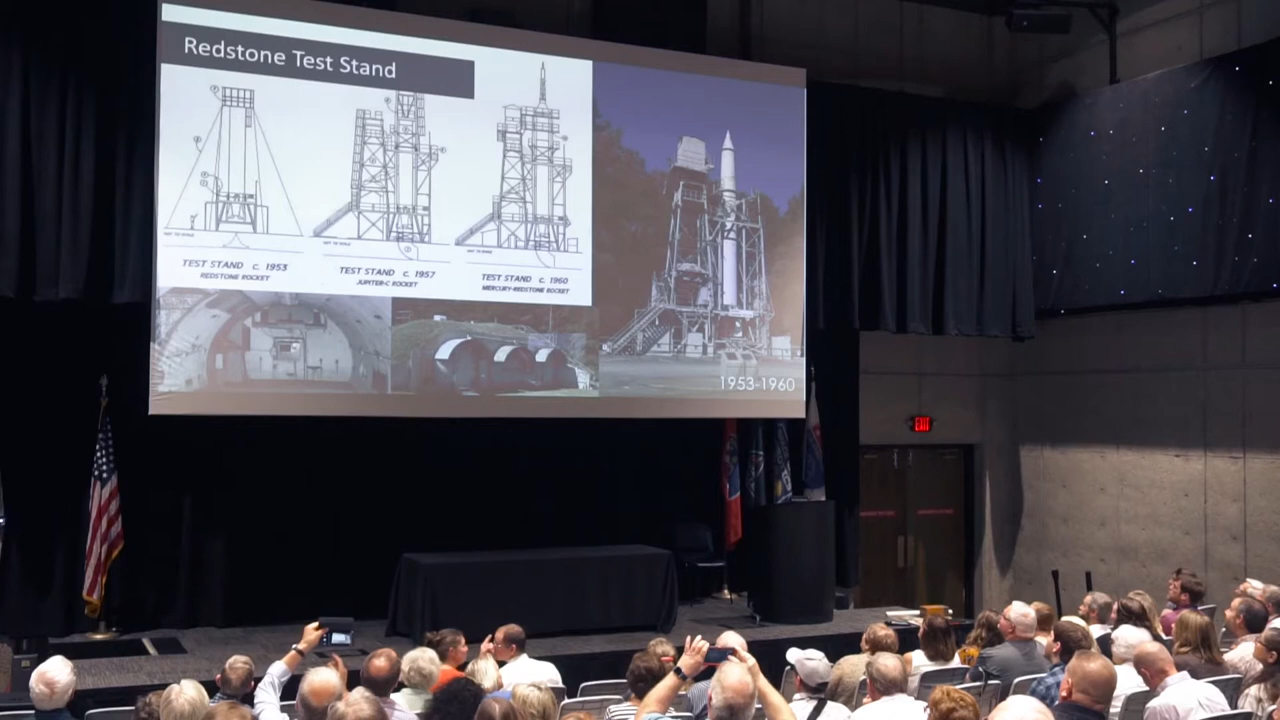 Redstone Test Stand
TEST STAND c. 1953
REDSTONE ROCKET
TEST STAND c. 1957
JUPITER-C ROCKET
TEST STAND c. 1960
MERCURY-REDSTONE ROCKET
1953-1960
EXIT